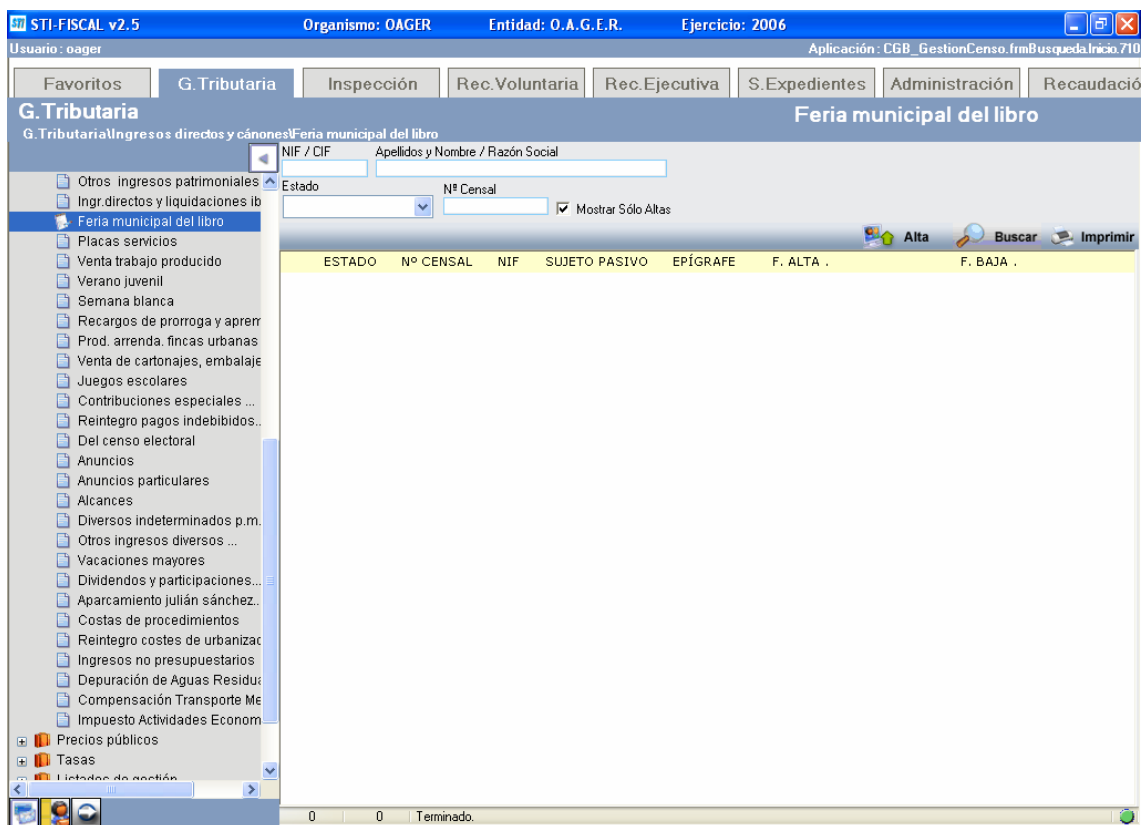 STI STI-FISCAL v2.5 Organismo: OAGER Entidad: O.A.G.E.R. Ejercicio: 2006
Usuario : oager Aplicación : CGB_GestionCenso.frmBusqueda.Inicio.710
Favoritos G.Tributaria Inspección Rec.Voluntaria Rec.Ejecutiva S.Expedientes Administración Recaudació
G.Tributaria Feria municipal del libro
G.Tributaria\Ingresos directos y cánones\Feria municipal del libro
NIF / CIF Apellidos y Nombre / Razón Social
Estado Nº Censal
Mostrar Sólo Altas
Alta Buscar Imprimir
ESTADO Nº CENSAL NIF SUJETO PASIVO EPÍGRAFE F. ALTA . F. BAJA .
Otros ingresos patrimoniales
Ingr.directos y liquidaciones ib
Feria municipal del libro
Placas servicios
Venta trabajo producido
Verano juvenil
Semana blanca
Recargos de prorroga y aprem
Prod. arrenda. fincas urbanas
Venta de cartonajes, embalaje
Juegos escolares
Contribuciones especiales ...
Reintegro pagos indebibidos..
Del censo electoral
Anuncios
Anuncios particulares
Alcances
Diversos indeterminados p.m.
Otros ingresos diversos ...
Vacaciones mayores
Dividendos y participaciones...
Aparcamiento julián sánchez..
Costas de procedimientos
Reintegro costes de urbanizac
Ingresos no presupuestarios
Depuración de Aguas Residua
Compensación Transporte Me
Impuesto Actividades Econom
Precios públicos
Tasas
Listados de gestión
0 0 Terminado.